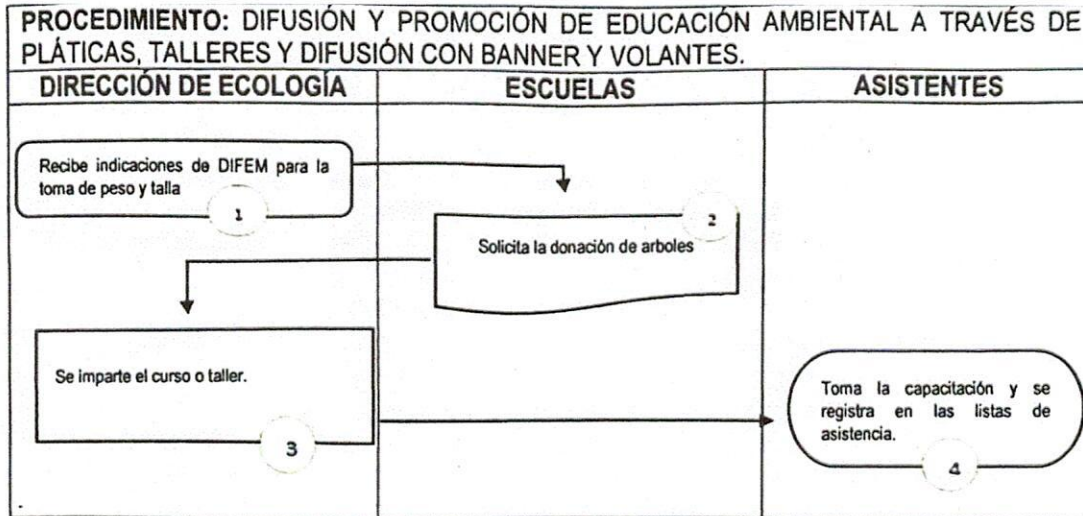 PROCEDIMIENTO: DIFUSIÓN Y PROMOCIÓN DE EDUCACIÓN AMBIENTAL A TRAVÉS DE
PLÁTICAS, TALLERES Y DIFUSIÓN CON BANNER Y VOLANTES.
DIRECCIÓN DE ECOLOGÍA
ESCUELAS
ASISTENTES
Recibe indicaciones de DIFEM para la
toma de peso y talla
1
2
Solicita la donación de arboles
Se imparte el curso o taller.
3
Toma la capacitación y se
registra en las listas de
asistencia.
4